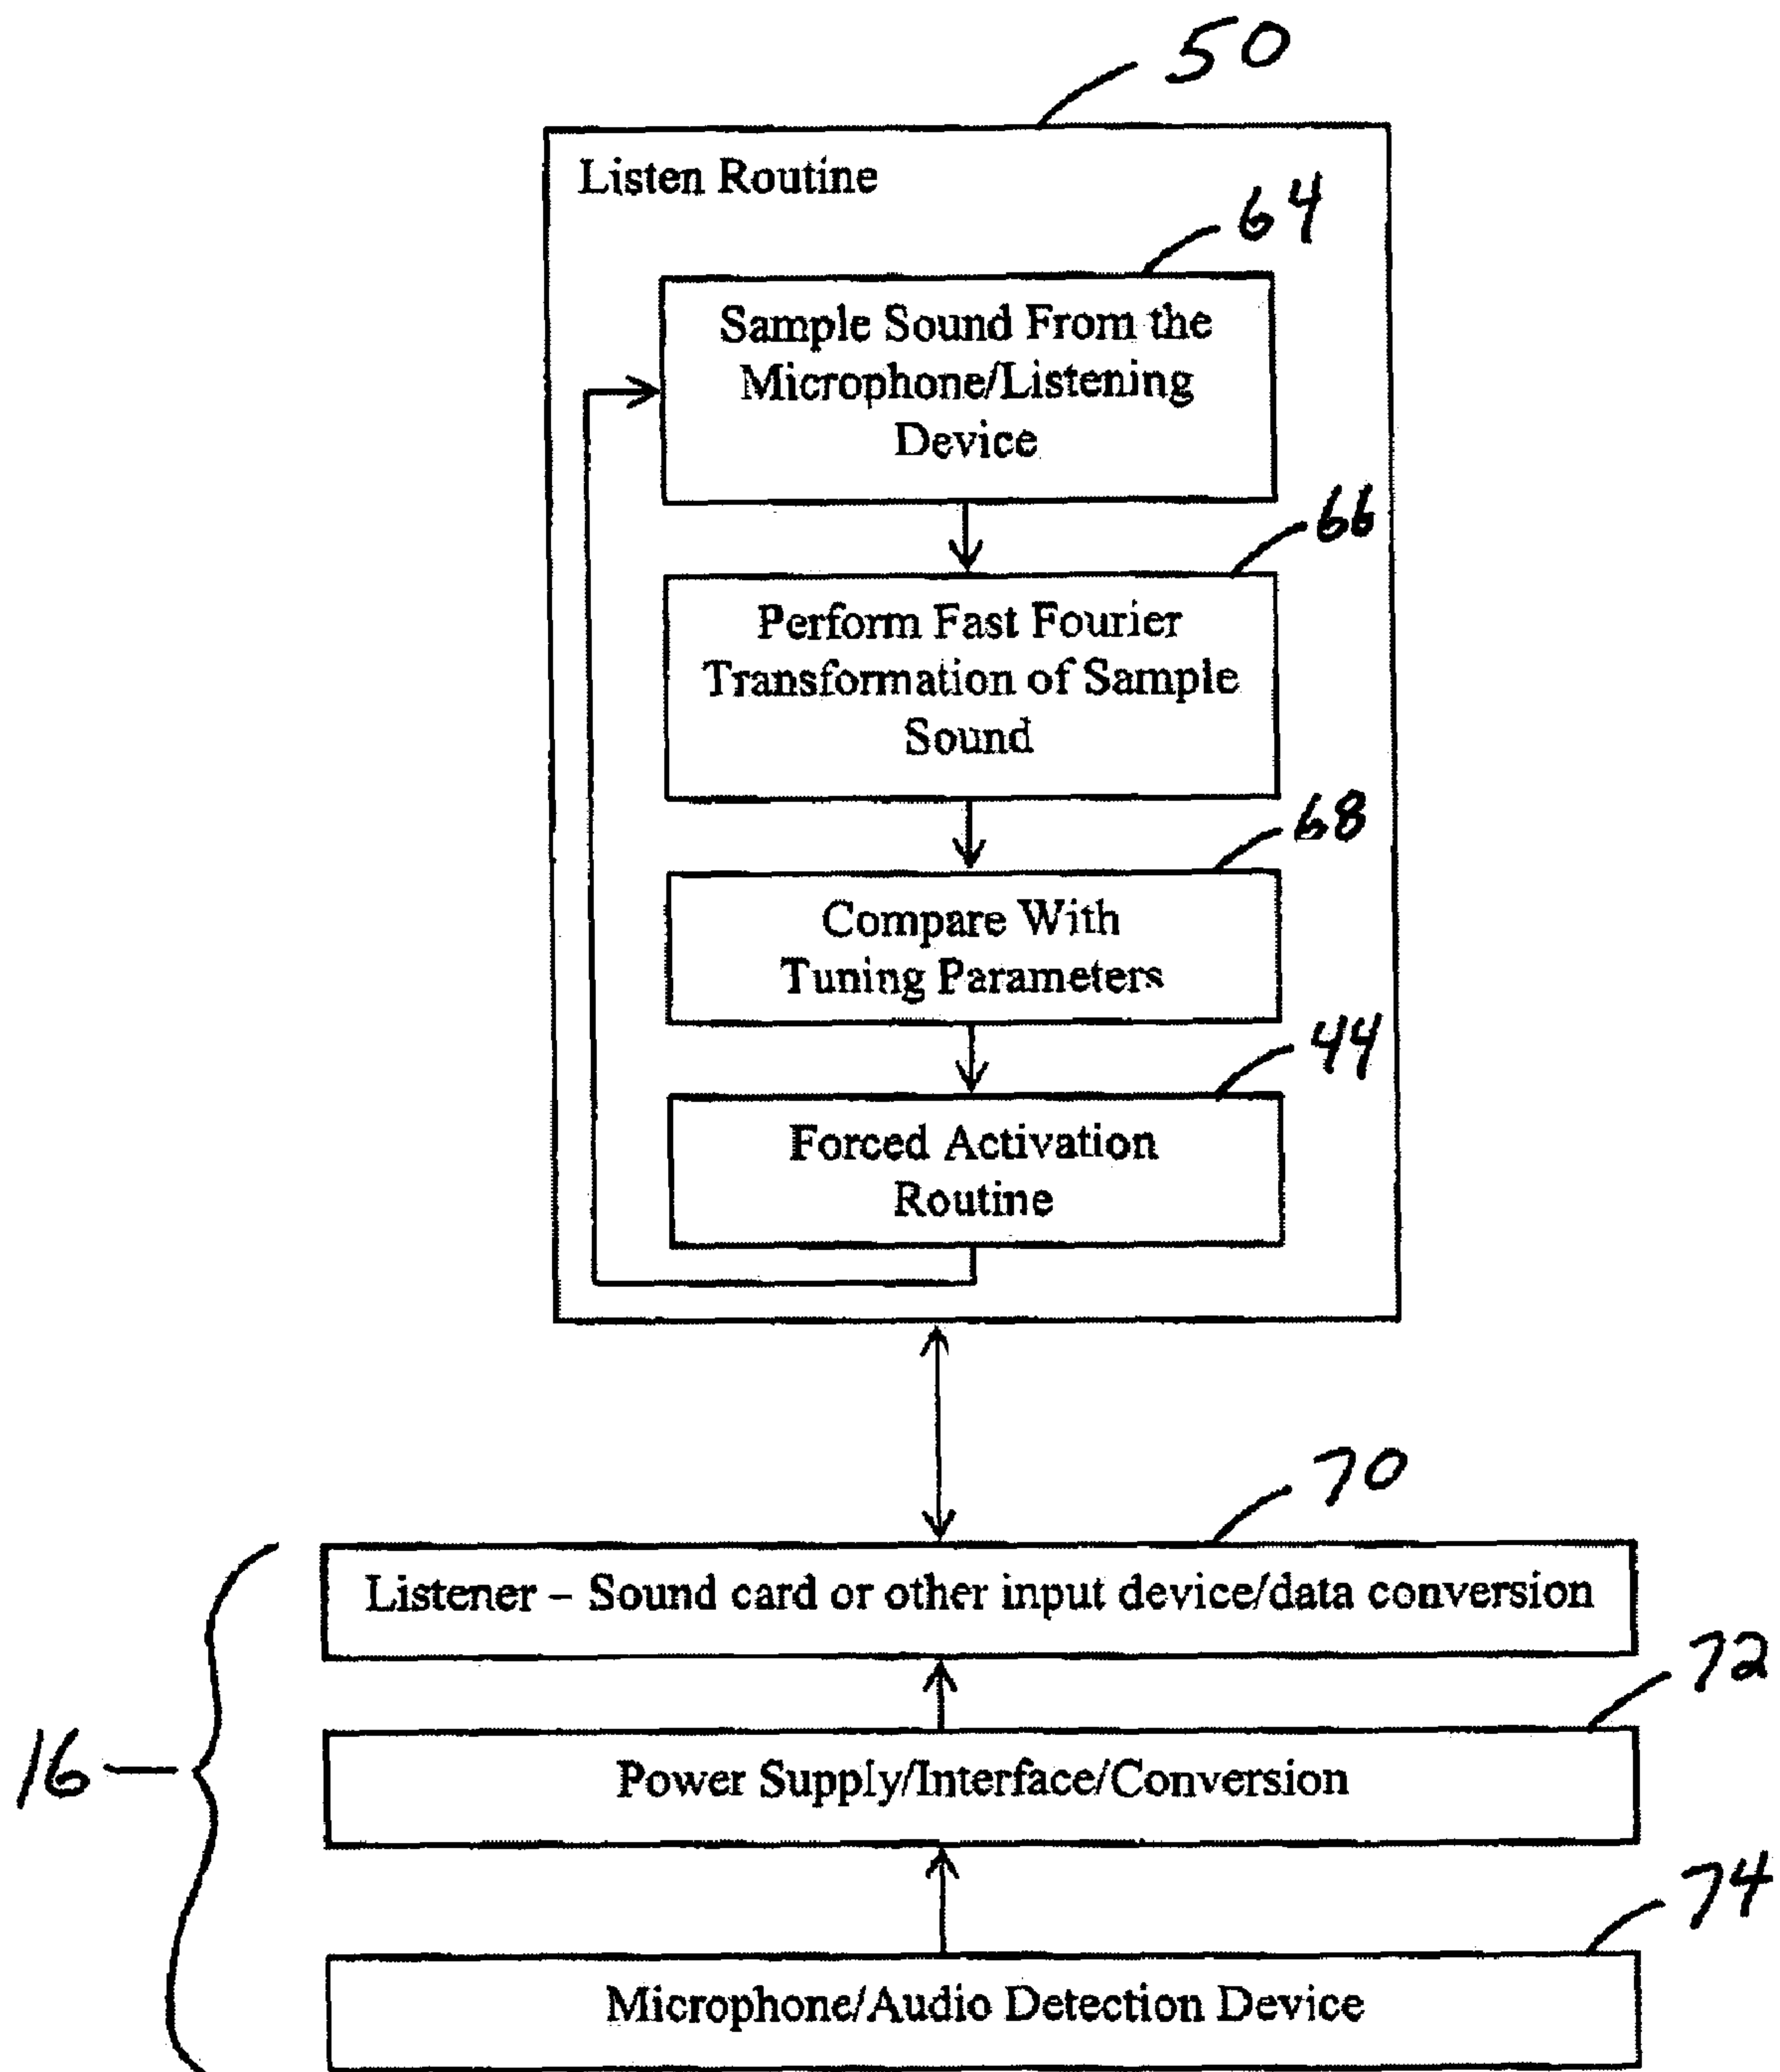 50
Listen Routine
64
Sample Sound From the
Microphone/Listening
Device
66
Perform Fast Fourier
Transformation of Sample
Sound
68
Compare With
Tuning Parameters
44
Forced Activation
Routine
70
Listener – Sound card or other input device/data conversion
72
16
Power Supply/Interface/Conversion
74
Microphone/Audio Detection Device